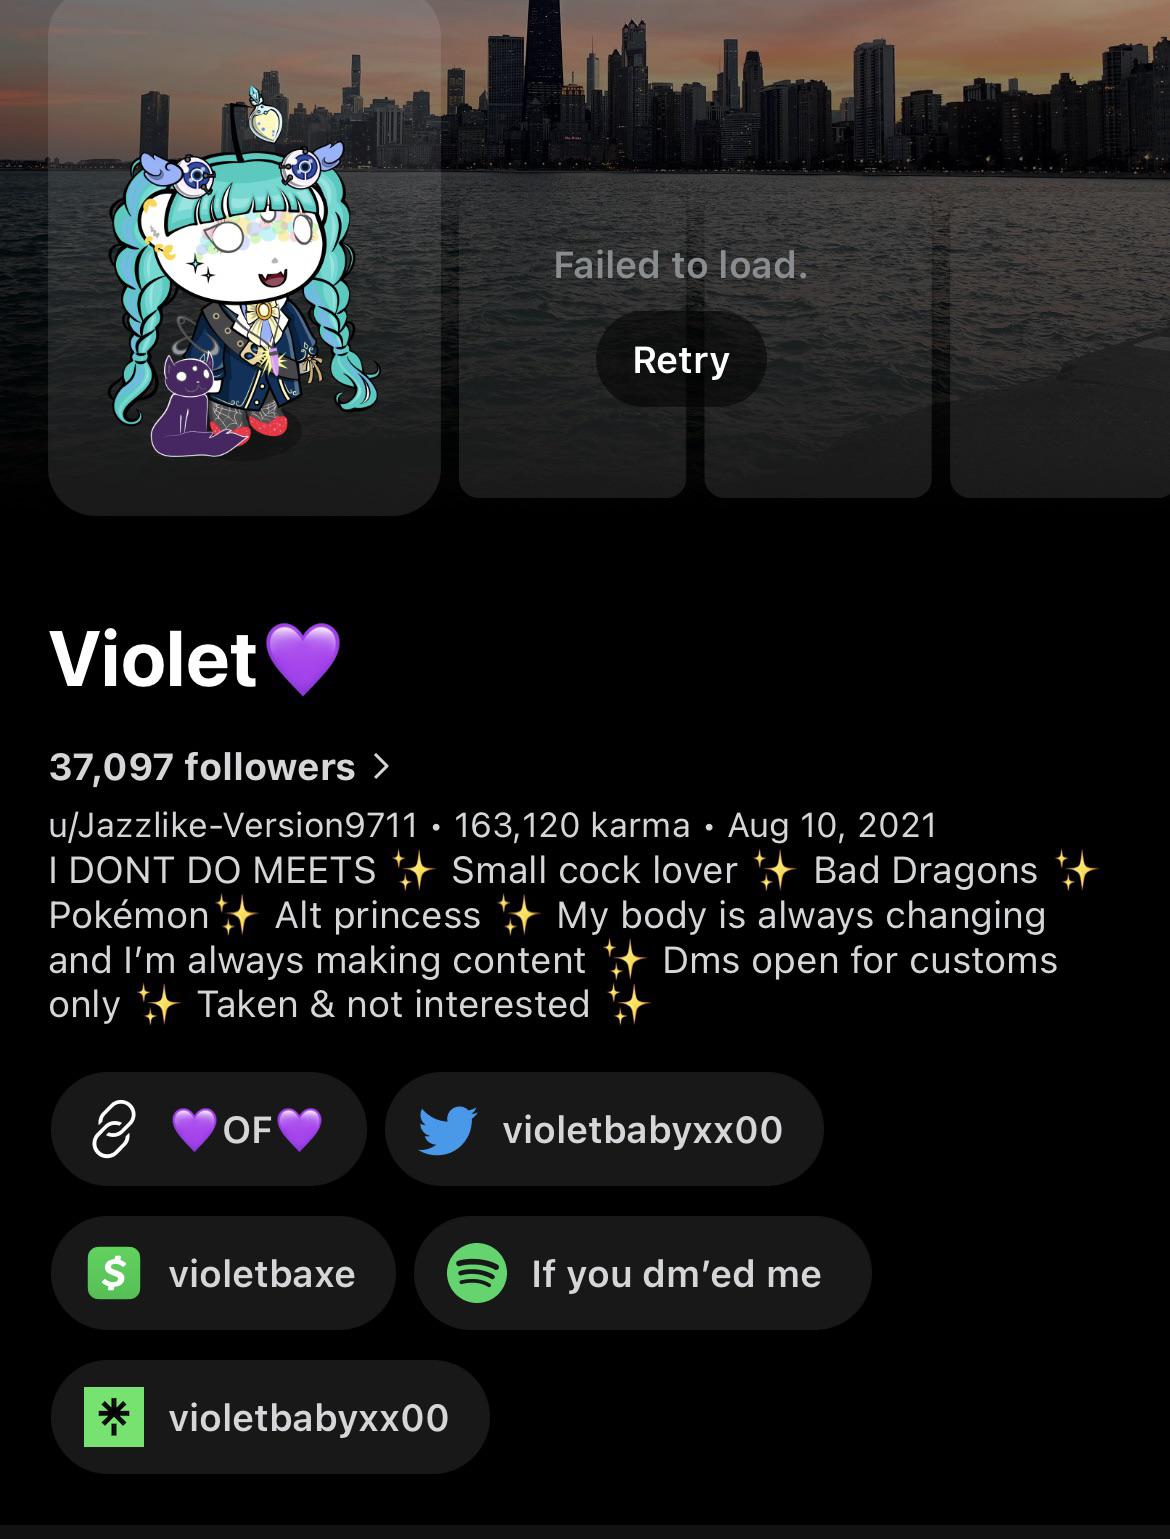 Failed to load.
Retry
Violet💜
37,097 followers >
u/Jazzlike-Version9711 • 163,120 karma • Aug 10, 2021
I DONT DO MEETS ✨ Small cock lover ✨ Bad Dragons ✨
Pokémon✨ Alt princess ✨ My body is always changing
and I’m always making content ✨ Dms open for customs
only ✨ Taken & not interested ✨
💜OF💜
violetbabyxx00
violetbaxe
If you dm’ed me
violetbabyxx00